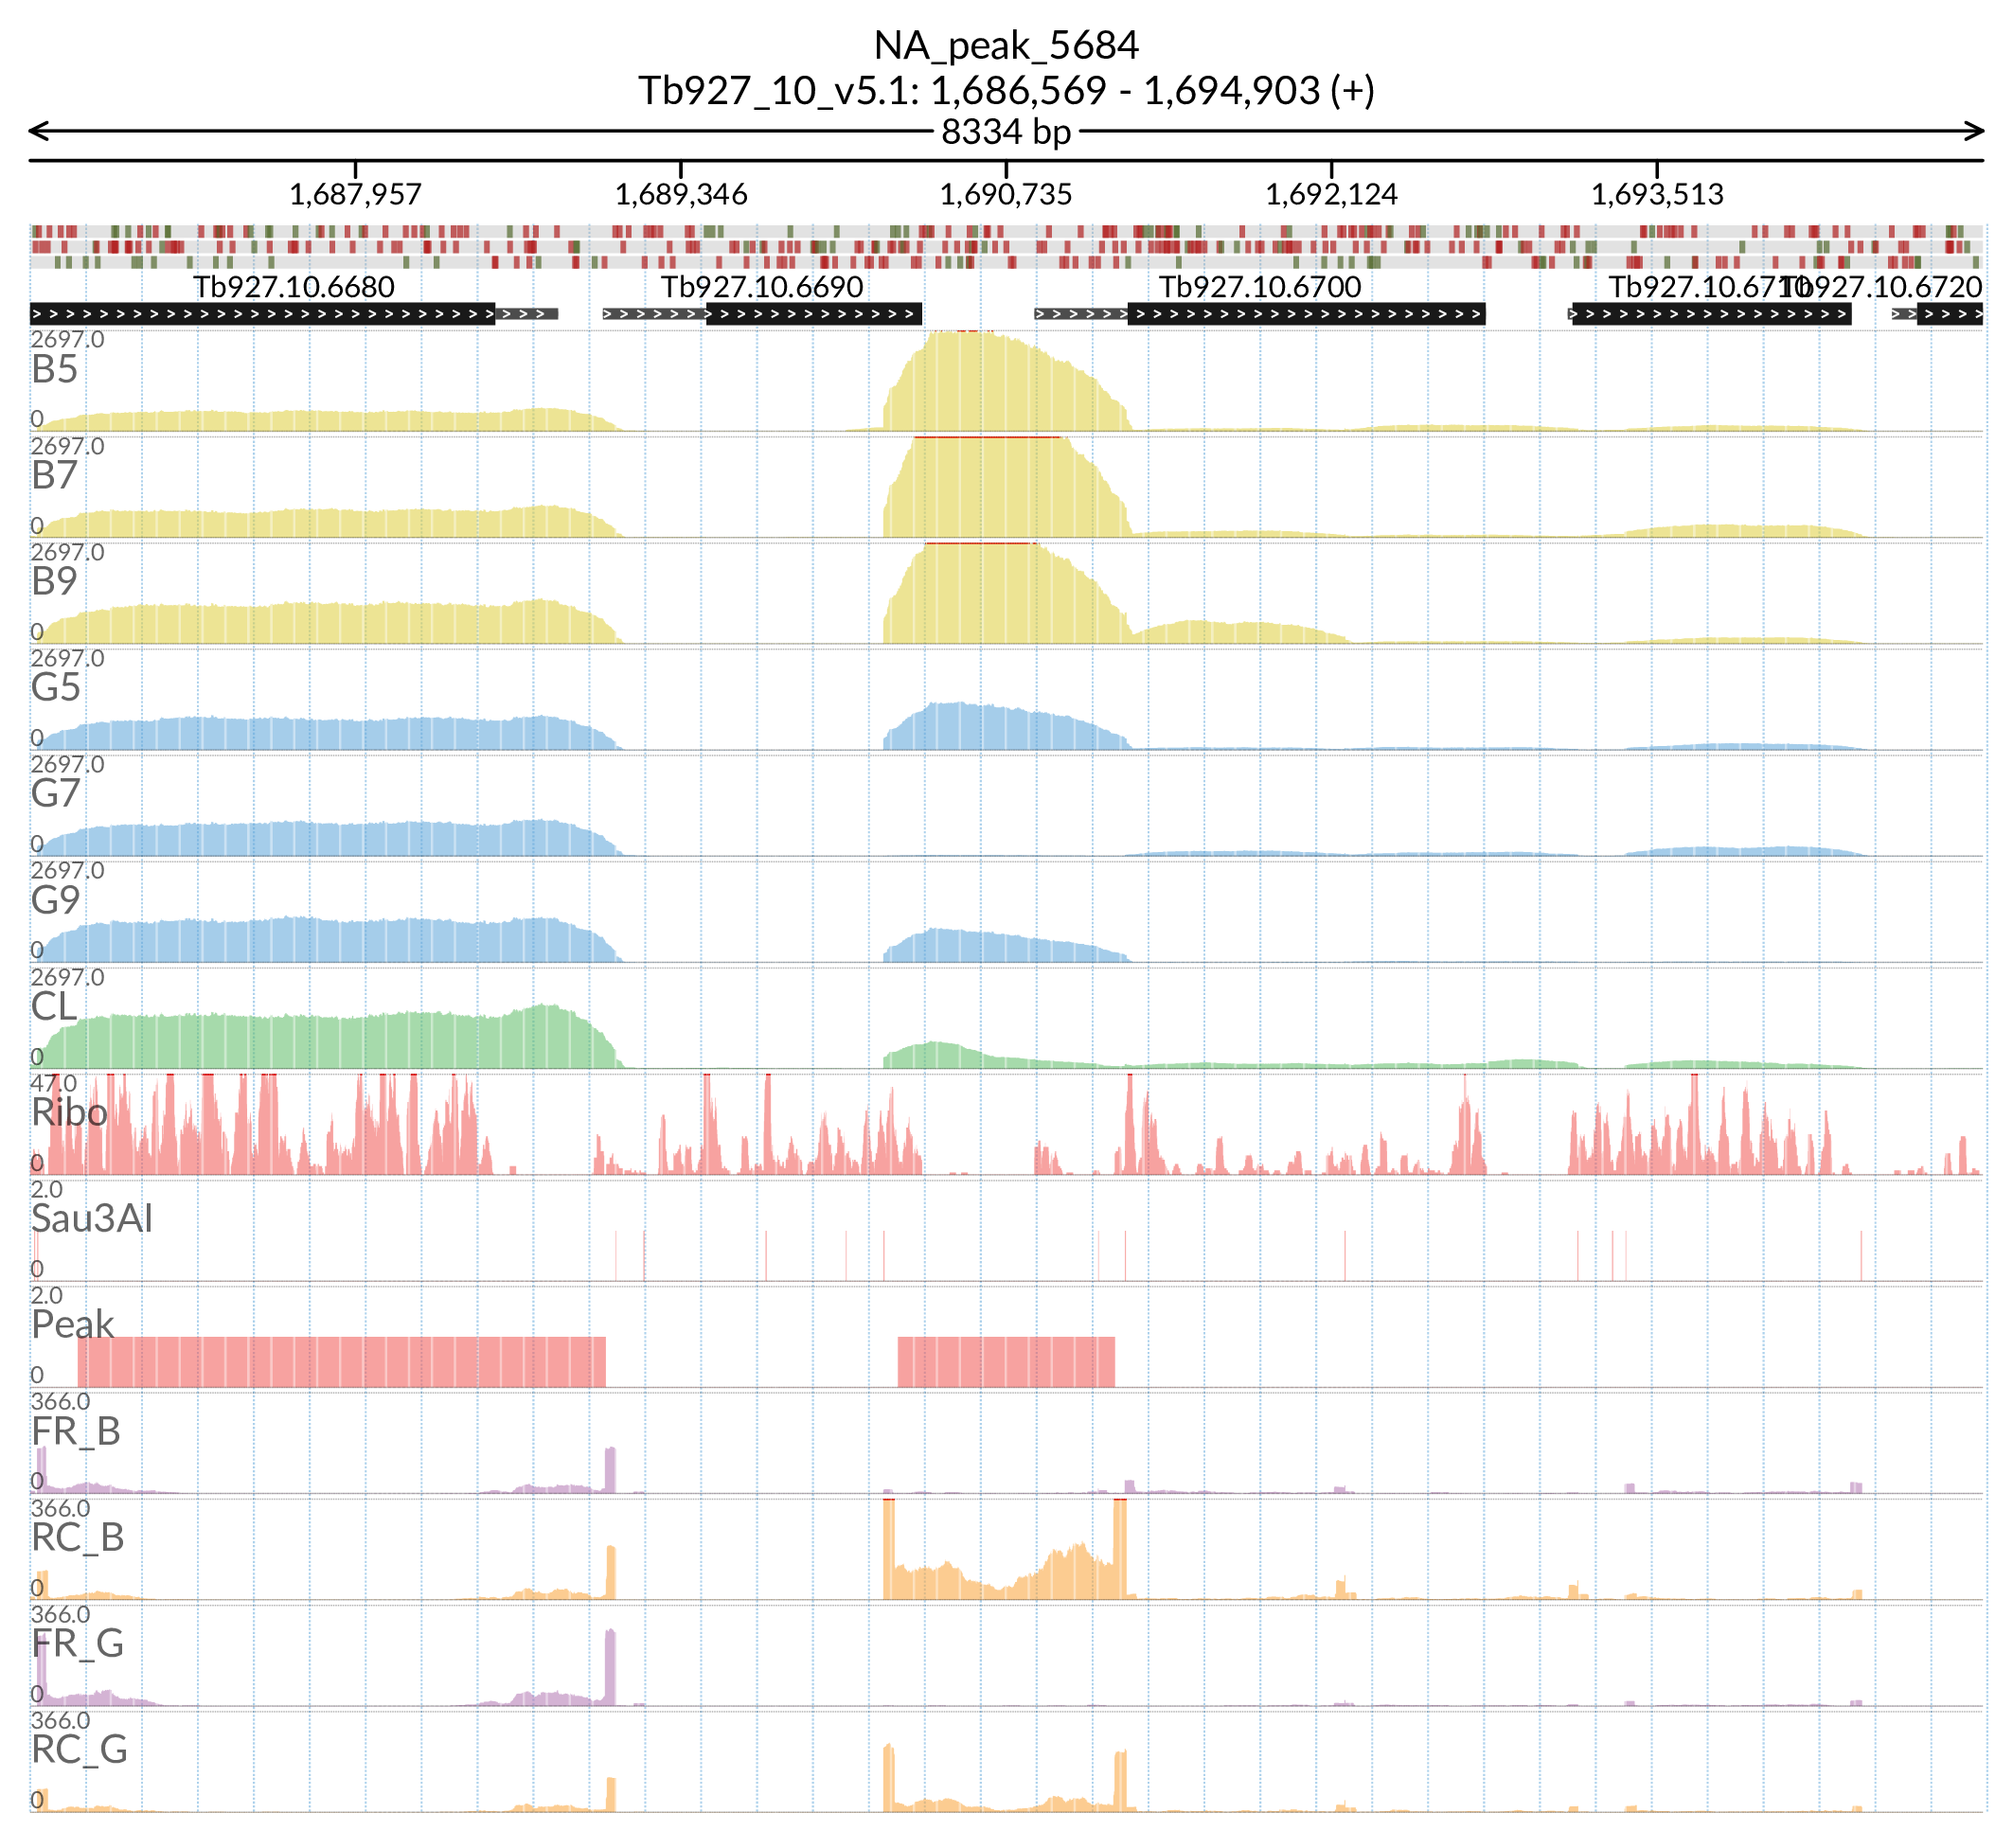 NA_peak_5684
Tb927_10_v5.1: 1,686,569 - 1,694,903 (+)
8334 bp
1,687,957 1,689,346 1,690,735 1,692,124 1,693,513
Tb927.10.6680 Tb927.10.6690 Tb927.10.6700 Tb927.10.6710 Tb927.10.6720
2697.0
B5
0
2697.0
B7
0
2697.0
B9
0
2697.0
G5
0
2697.0
G7
0
2697.0
G9
0
2697.0
CL
0
47.0
Ribo
0
2.0
Sau3AI
0
2.0
Peak
0
366.0
FR_B
0
366.0
RC_B
0
366.0
FR_G
0
366.0
RC_G
0